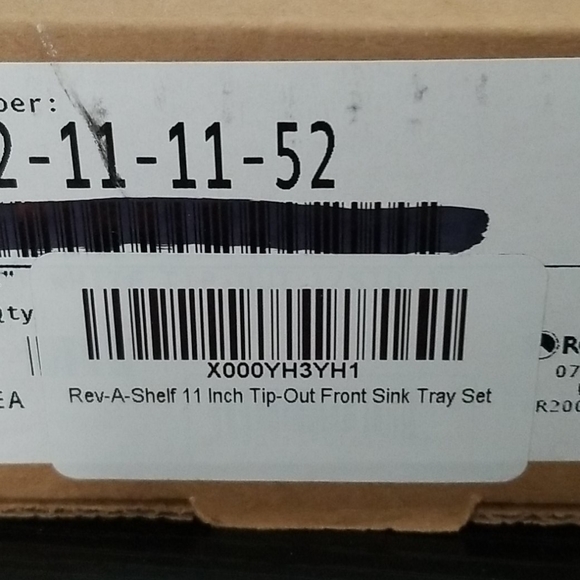 ber:
2-11-11-52
Qty
EA
X000YH3YH1
Rev-A-Shelf 11 Inch Tip-Out Front Sink Tray Set
R
07
R200